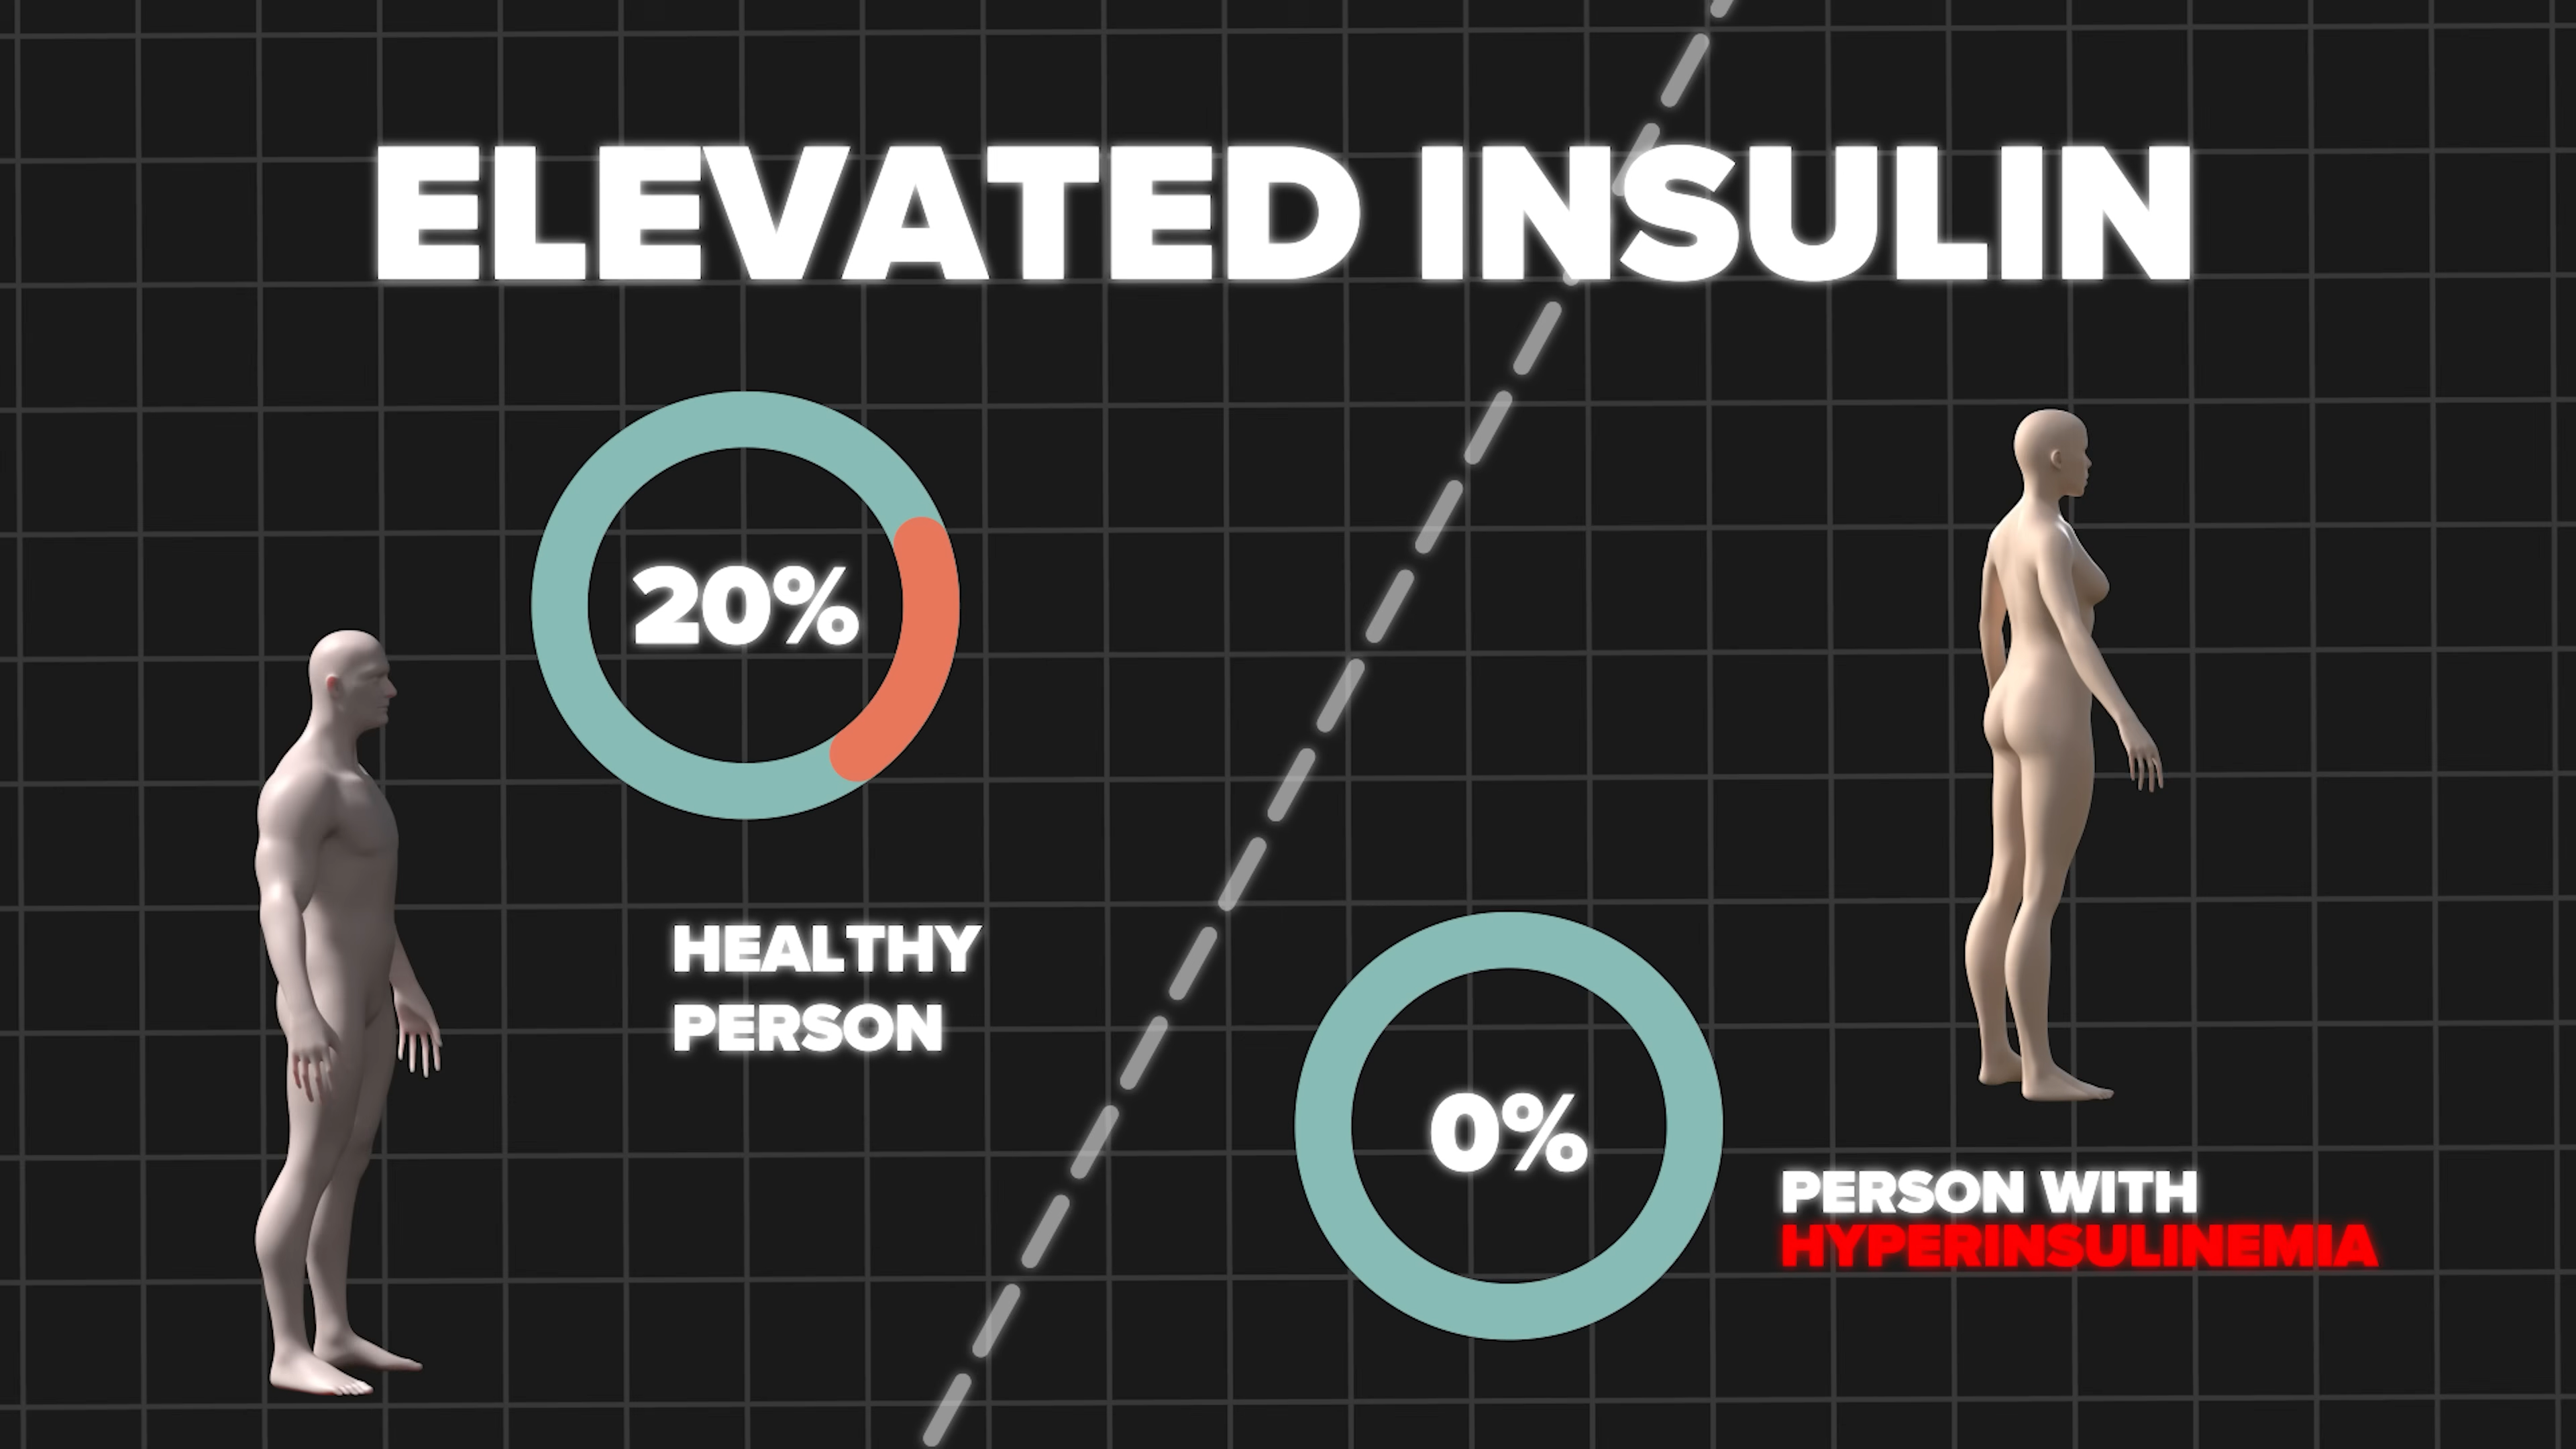 ELEVATED INSULIN
20%
HEALTHY
PERSON
0%
PERSON WITH
HYPERINSULINEMIA